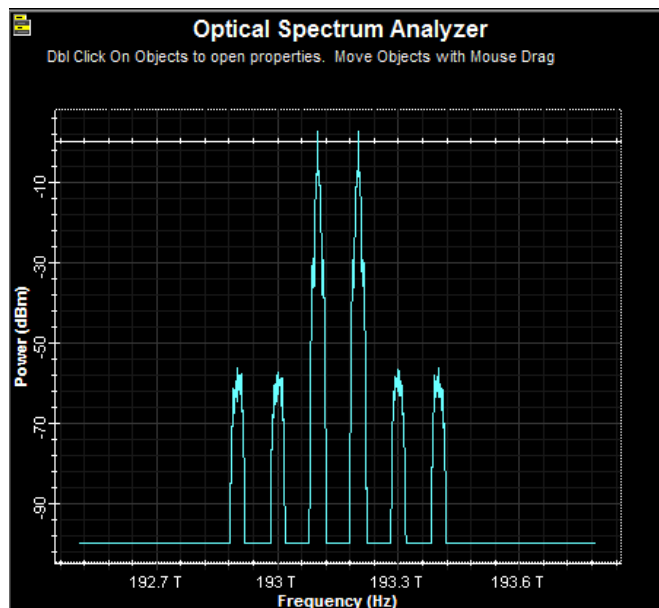 Optical Spectrum Analyzer
Dbl Click On Objects to open properties.  Move Objects with Mouse Drag
Power (dBm)
-10
-30
-50
-70
-90
192.7 T
193 T
193.3 T
193.6 T
Frequency (Hz)